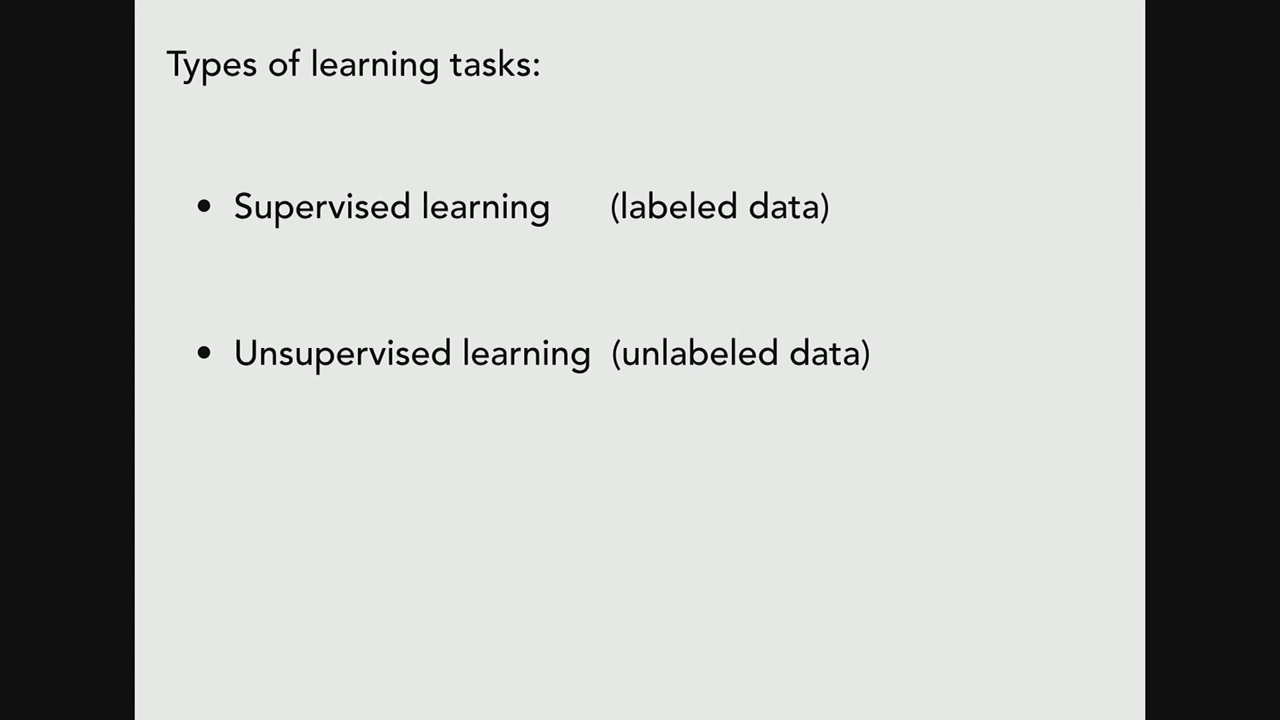 Types of learning tasks:
• Supervised learning (labeled data)
• Unsupervised learning (unlabeled data)